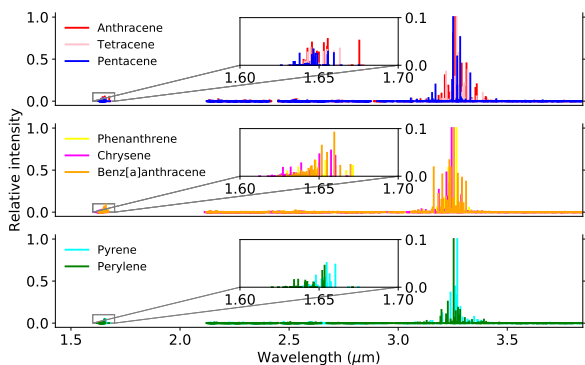 1.0
0.5
0.0
Anthracene
Tetracene
Pentacene
0.1
0.0
1.60
1.65
1.70
1.0
0.5
0.0
Phenanthrene
Chrysene
Benz[a]anthracene
0.1
0.0
1.60
1.65
1.70
1.0
0.5
0.0
Pyrene
Perylene
0.1
0.0
1.60
1.65
1.70
1.5
2.0
2.5
3.0
3.5
Relative intensity
Wavelength (μm)